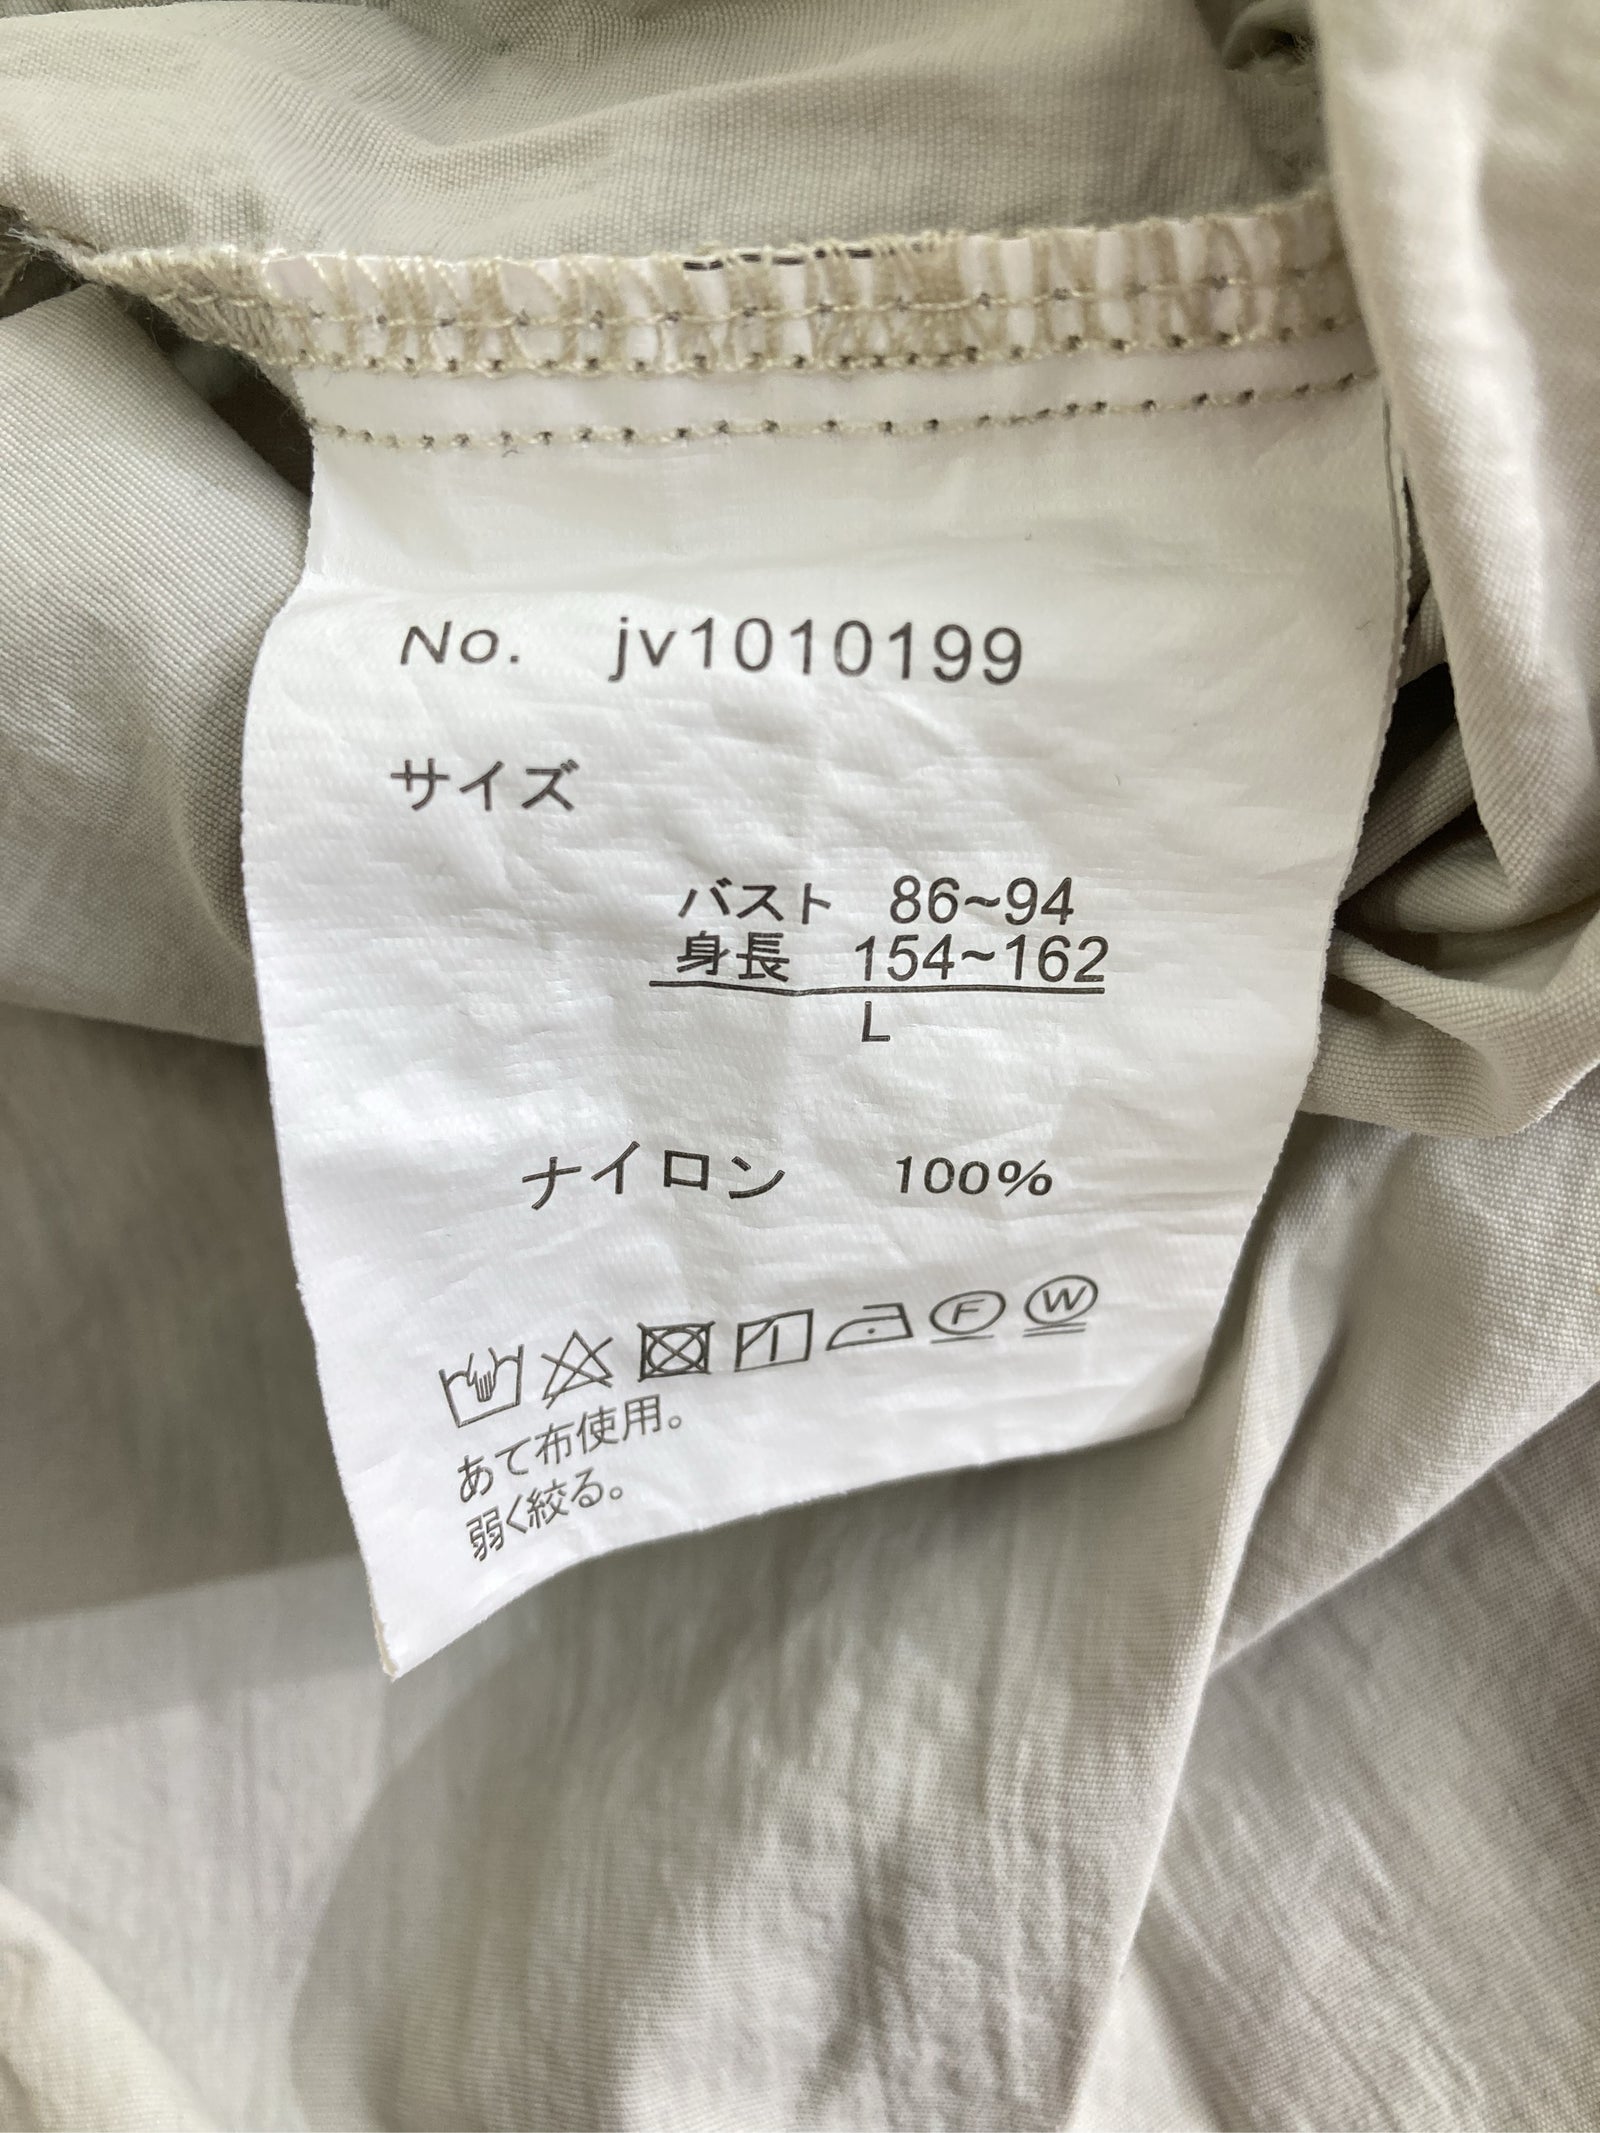 No. jv1010199
サイズ
バスト 86~94
身長 154~162
L
ナイロン 100%
F W
あて布使用。
弱く絞る。